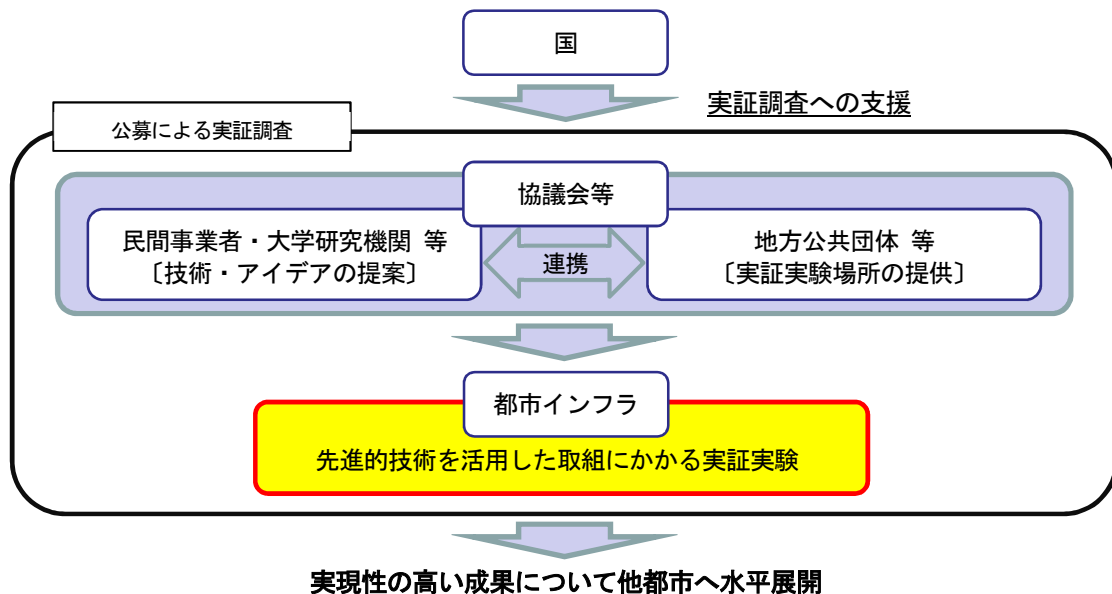 国
実証調査への支援
公募による実証調査
協議会等
民間事業者・大学研究機関 等
〔技術・アイデアの提案〕
連携
地方公共団体 等
〔実証実験場所の提供〕
都市インフラ
先進的技術を活用した取組にかかる実証実験
実現性の高い成果について他都市へ水平展開